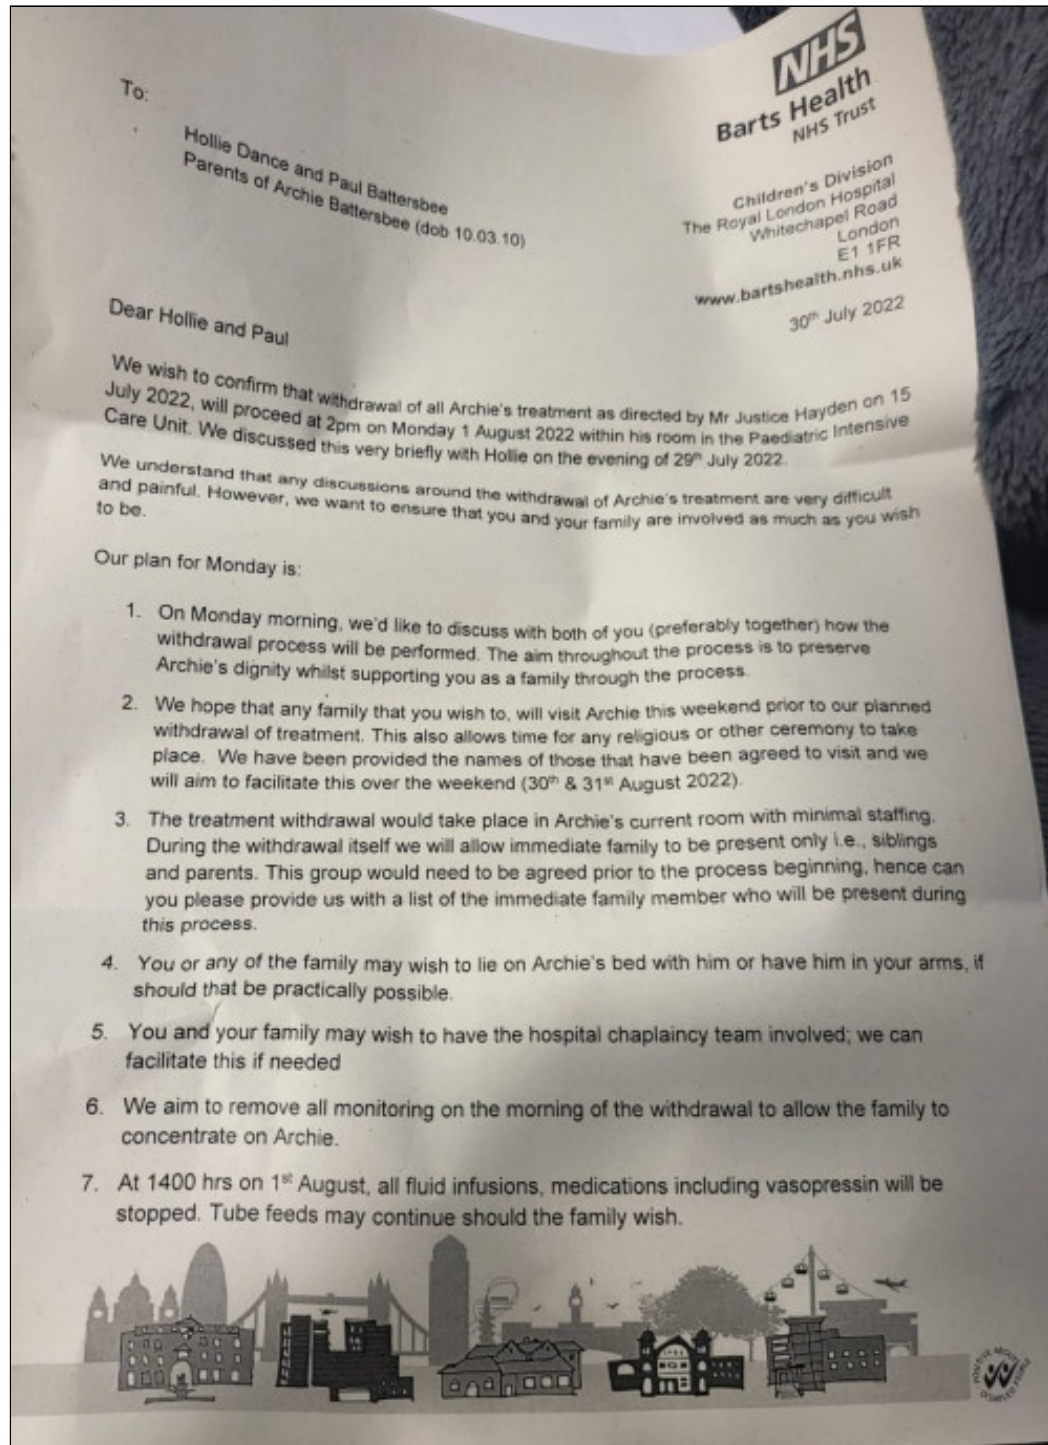 NHS
Barts Health
NHS Trust
To:
Hollie Dance and Paul Battersbee
Parents of Archie Battersbee (dob 10.03.10)
Children's Division
The Royal London Hospital
Whitechapel Road
London
E1 1FR
www.bartshealth.nhs.uk
30th July 2022
Dear Hollie and Paul
We wish to confirm that withdrawal of all Archie's treatment as directed by Mr Justice Hayden on 15
July 2022, will proceed at 2pm on Monday 1 August 2022 within his room in the Paediatric Intensive
Care Unit. We discussed this very briefly with Hollie on the evening of 29th July 2022.
We understand that any discussions around the withdrawal of Archie's treatment are very difficult
and painful. However, we want to ensure that you and your family are involved as much as you wish
to be.
Our plan for Monday is:
1. On Monday morning, we'd like to discuss with both of you (preferably together) how the
withdrawal process will be performed. The aim throughout the process is to preserve
Archie's dignity whilst supporting you as a family through the process.
2. We hope that any family that you wish to, will visit Archie this weekend prior to our planned
withdrawal of treatment. This also allows time for any religious or other ceremony to take
place. We have been provided the names of those that have been agreed to visit and we
will aim to facilitate this over the weekend (30th & 31st August 2022).
3. The treatment withdrawal would take place in Archie's current room with minimal staffing.
During the withdrawal itself we will allow immediate family to be present only i.e., siblings
and parents. This group would need to be agreed prior to the process beginning, hence can
you please provide us with a list of the immediate family member who will be present during
this process.
4. You or any of the family may wish to lie on Archie's bed with him or have him in your arms, if
should that be practically possible.
5. You and your family may wish to have the hospital chaplaincy team involved; we can
facilitate this if needed
6. We aim to remove all monitoring on the morning of the withdrawal to allow the family to
concentrate on Archie.
7. At 1400 hrs on 1st August, all fluid infusions, medications including vasopressin will be
stopped. Tube feeds may continue should the family wish.